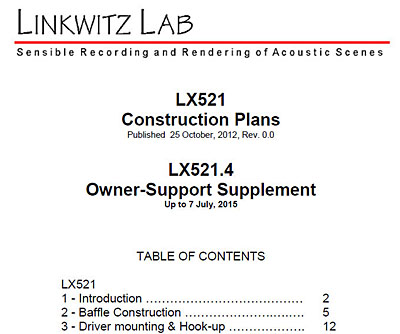 LINKWITZ LAB
Sensible Recording and Rendering of Acoustic Scenes
LX521
Construction Plans
Published 25 October, 2012, Rev. 0.0
LX521.4
Owner-Support Supplement
Up to 7 July, 2015
TABLE OF CONTENTS
LX521
1 - Introduction ………………………………… 2
2 - Baffle Construction ………………………. 5
3 - Driver mounting & Hook-up ………………. 12